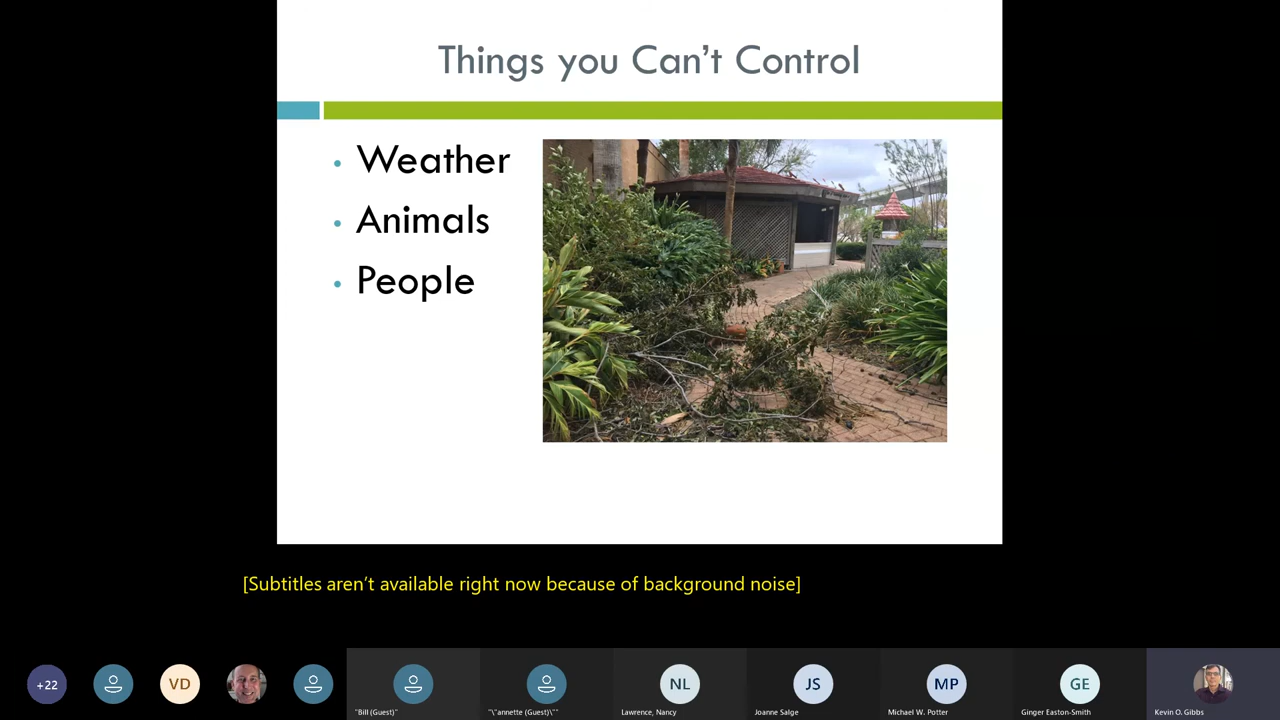 Things you Can't Control
• Weather
• Animals
• People
[Subtitles aren't available right now because of background noise]
+22
VD
NL
JS
MP
GE
"Bill (Guest)"
"\"annette (Guest)\""
Lawrence, Nancy
Joanne Salge
Michael W. Potter
Ginger Easton-Smith
Kevin O. Gibbs